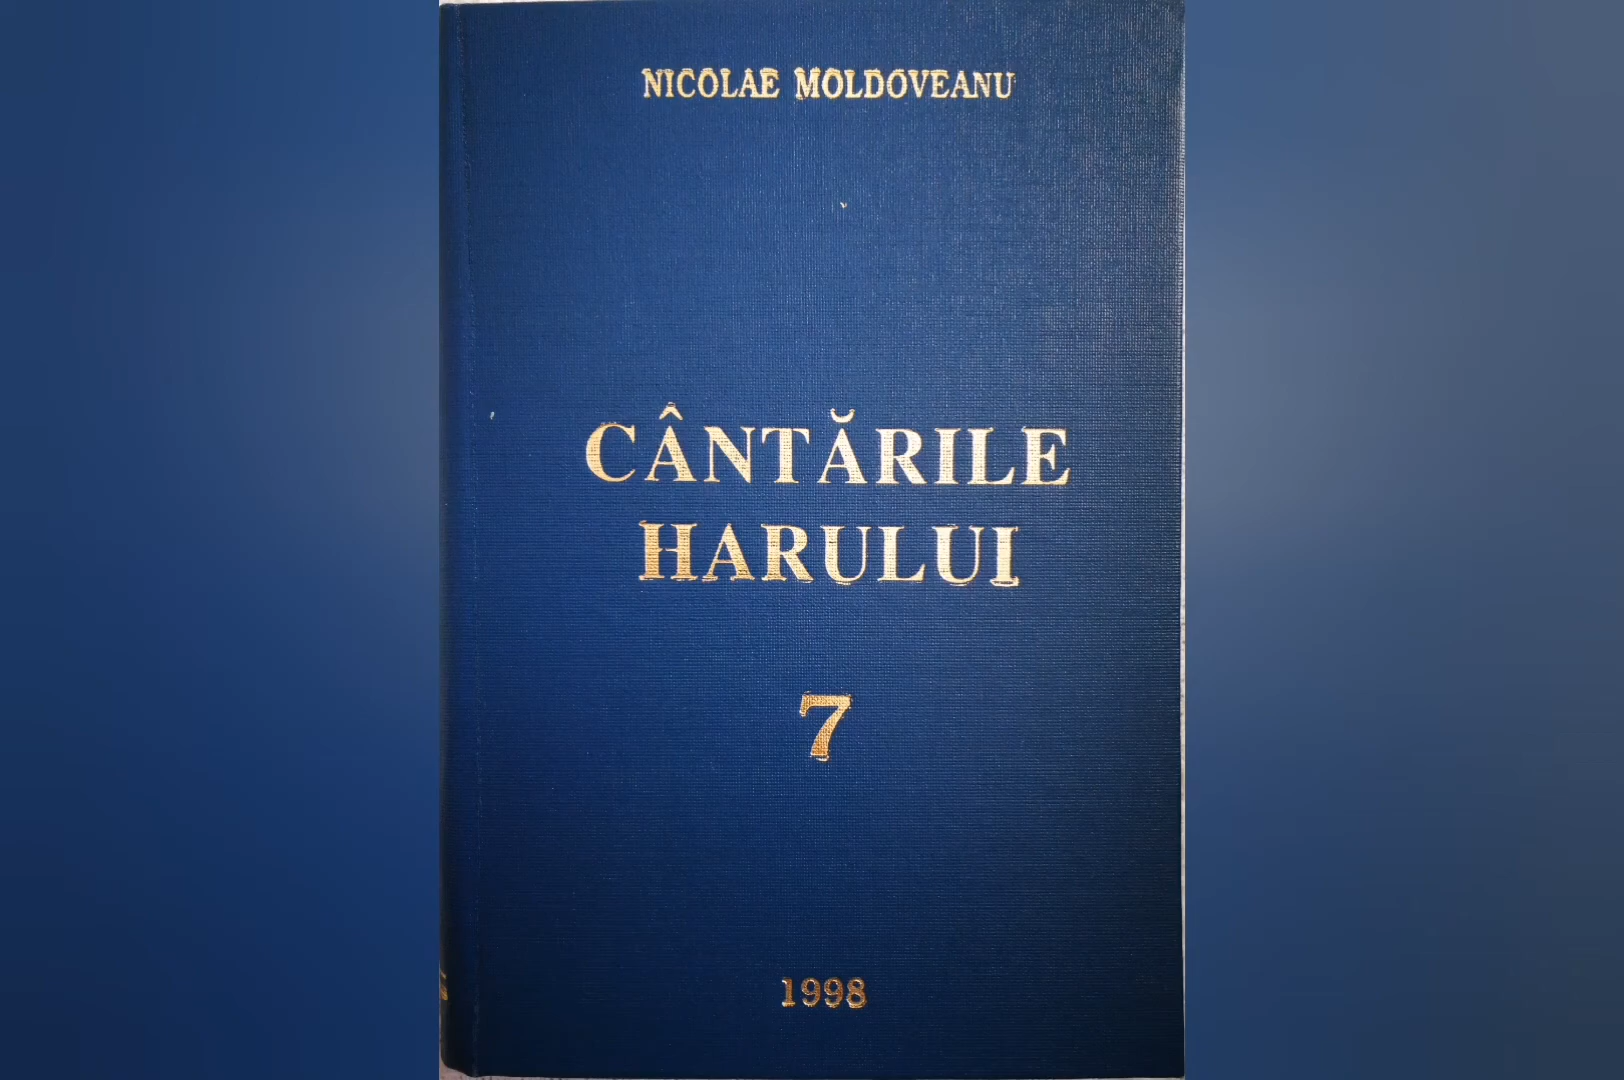 NICOLAE MOLDOVEANU
CÂNTĂRILE
HARULUI
7
1998